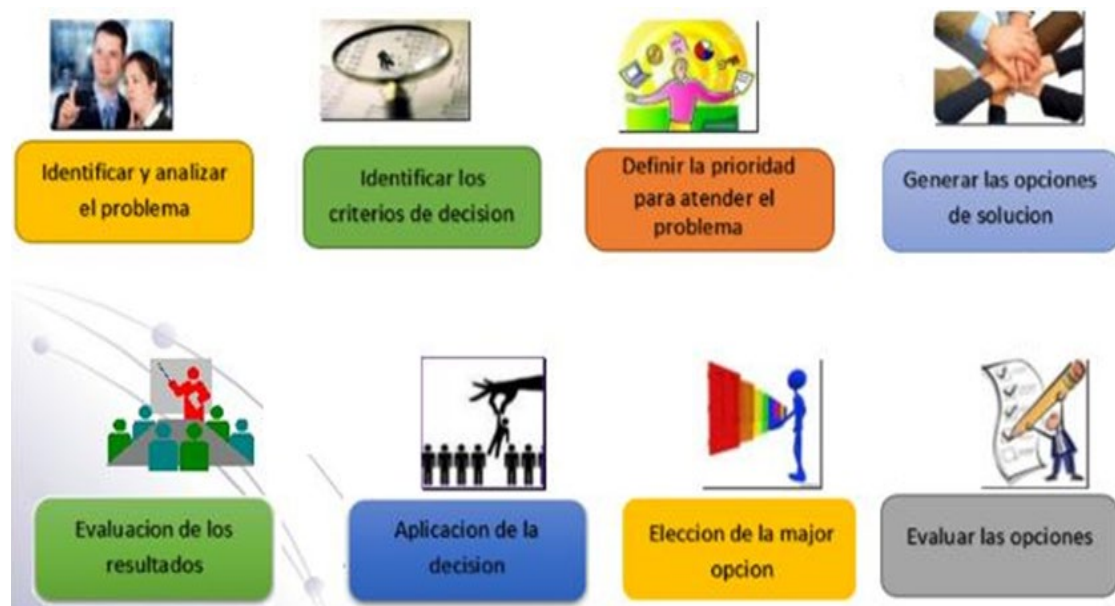 Identificar y analizar
el problema
Identificar los
criterios de decision
Definir la prioridad
para atender el
problema
Generar las opciones
de solucion
Evaluacion de los
resultados
Aplicacion de la
decision
Eleccion de la major
opcion
Evaluar las opciones